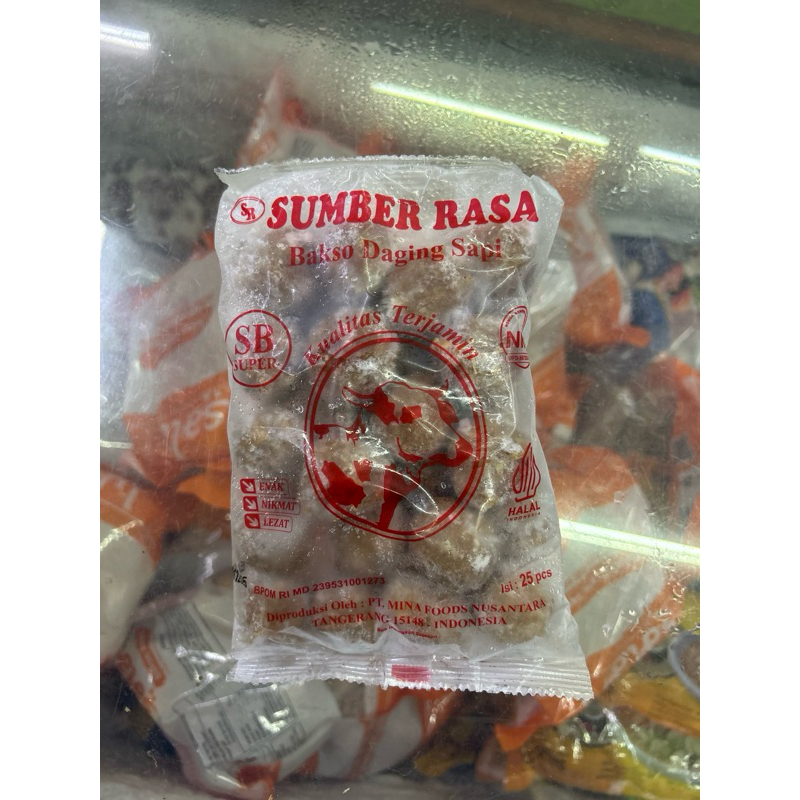 SR SUMBER RASA
Bakso Daging Sapi
Kualitas Terjamin
SB
SUPER
ENAK
NIKMAT
LEZAT
HALAL
INDONESIA
BPOM RI MD 239531001273
isi : 25 pcs
Diproduksi Oleh : PT. MINA FOODS NUSANTARA
TANGERANG 15148 - INDONESIA